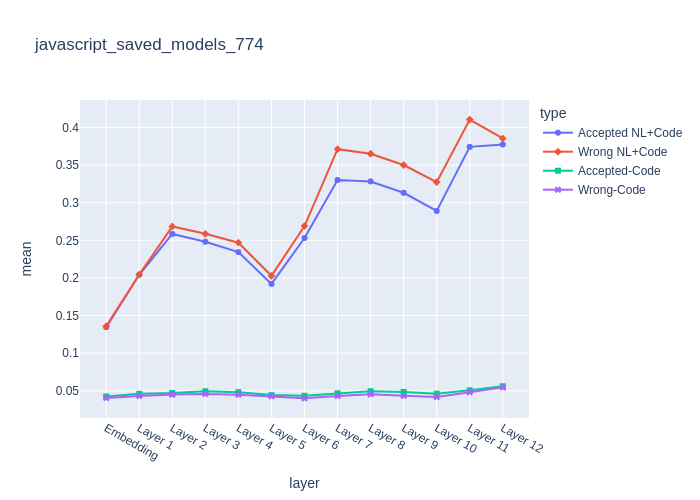 javascript_saved_models_774
type
Accepted NL+Code
Wrong NL+Code
Accepted-Code
Wrong-Code
mean
0.4
0.35
0.3
0.25
0.2
0.15
0.1
0.05
Embedding
Layer 1
Layer 2
Layer 3
Layer 4
Layer 5
Layer 6
Layer 7
Layer 8
Layer 9
Layer 10
Layer 11
Layer 12
layer